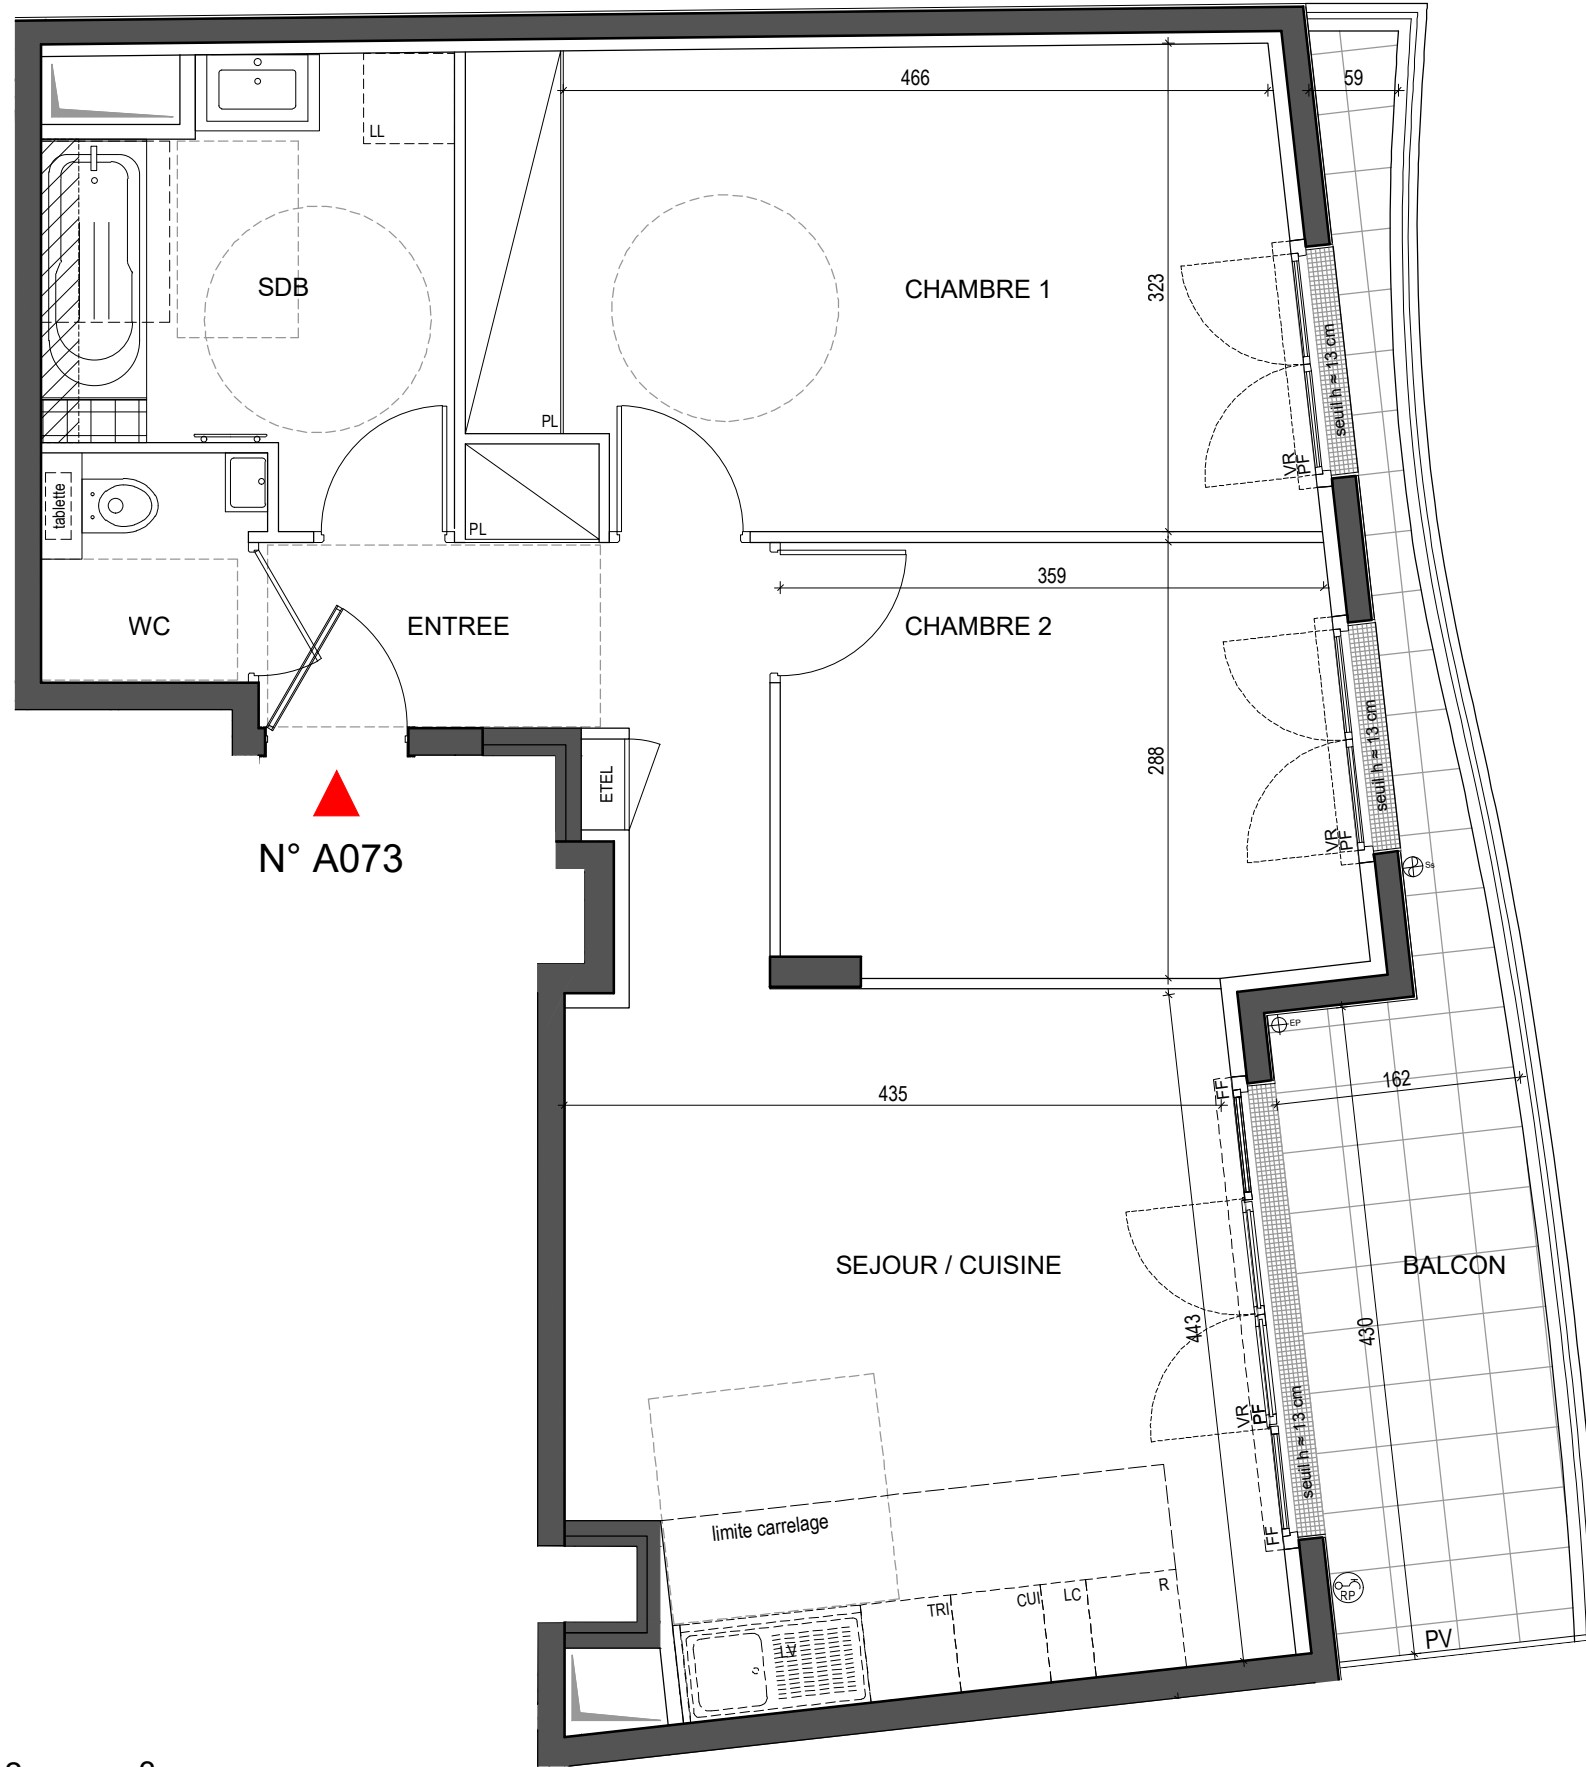 466
59
LL
SDB
CHAMBRE 1
323
seuil h ≈ 13 cm
PL
VR
PF
tablette
PL
359
WC
ENTREE
CHAMBRE 2
288
seuil h ≈ 13 cm
ETEL
VR
PF
N° A073
Ss
EP
435
FF
162
SEJOUR / CUISINE
BALCON
443
430
VR
PF
seuil h ≈ 13 cm
limite carrelage
FF
TRI
CUI
LC
R
RP
LV
PV